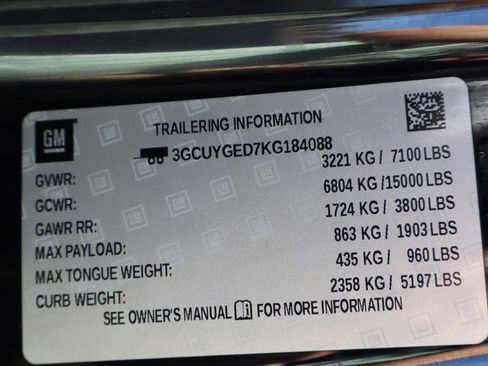 GM
TRAILERING INFORMATION
3GCUYGED7KG184088
GVWR: 3221 KG / 7100 LBS
GCWR: 6804 KG /15000 LBS
GAWR RR: 1724 KG / 3800 LBS
MAX PAYLOAD: 863 KG / 1903 LBS
MAX TONGUE WEIGHT: 435 KG / 960 LBS
CURB WEIGHT: 2358 KG / 5197 LBS
SEE OWNER'S MANUAL FOR MORE INFORMATION